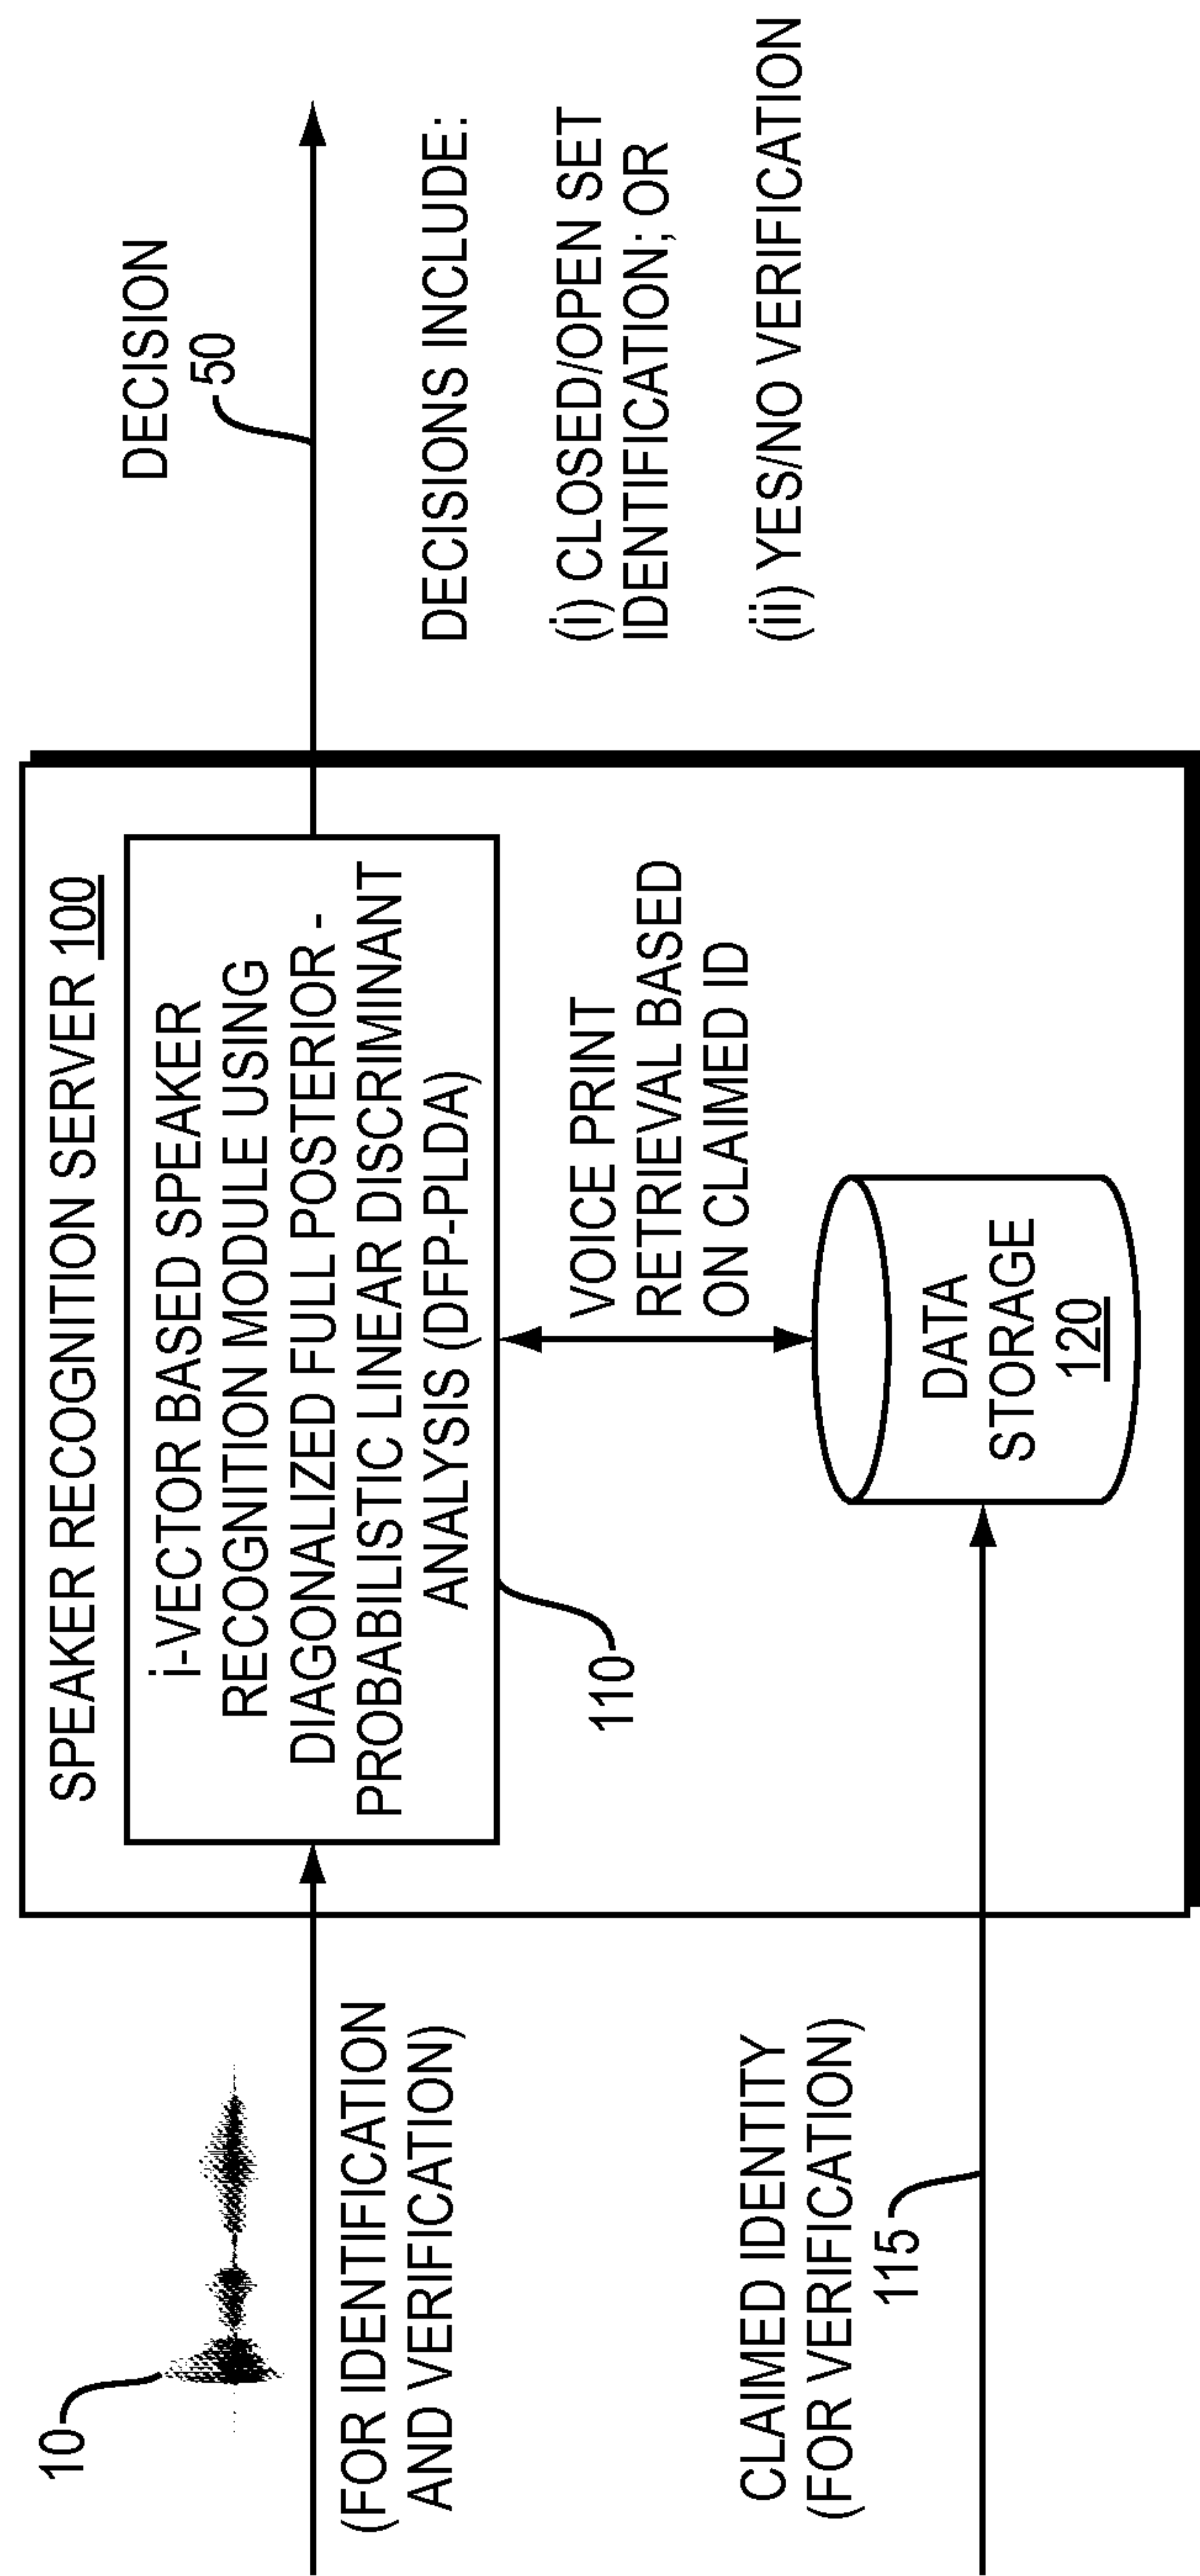 10
(FOR IDENTIFICATION
AND VERIFICATION)
CLAIMED IDENTITY
(FOR VERIFICATION)
115
SPEAKER RECOGNITION SERVER 100
i-VECTOR BASED SPEAKER
RECOGNITION MODULE USING
DIAGONALIZED FULL POSTERIOR -
PROBABILISTIC LINEAR DISCRIMINANT
ANALYSIS (DFP-PLDA)
110
VOICE PRINT
RETRIEVAL BASED
ON CLAIMED ID
DATA
STORAGE
120
DECISION
50
DECISIONS INCLUDE:
(i) CLOSED/OPEN SET
IDENTIFICATION; OR
(ii) YES/NO VERIFICATION